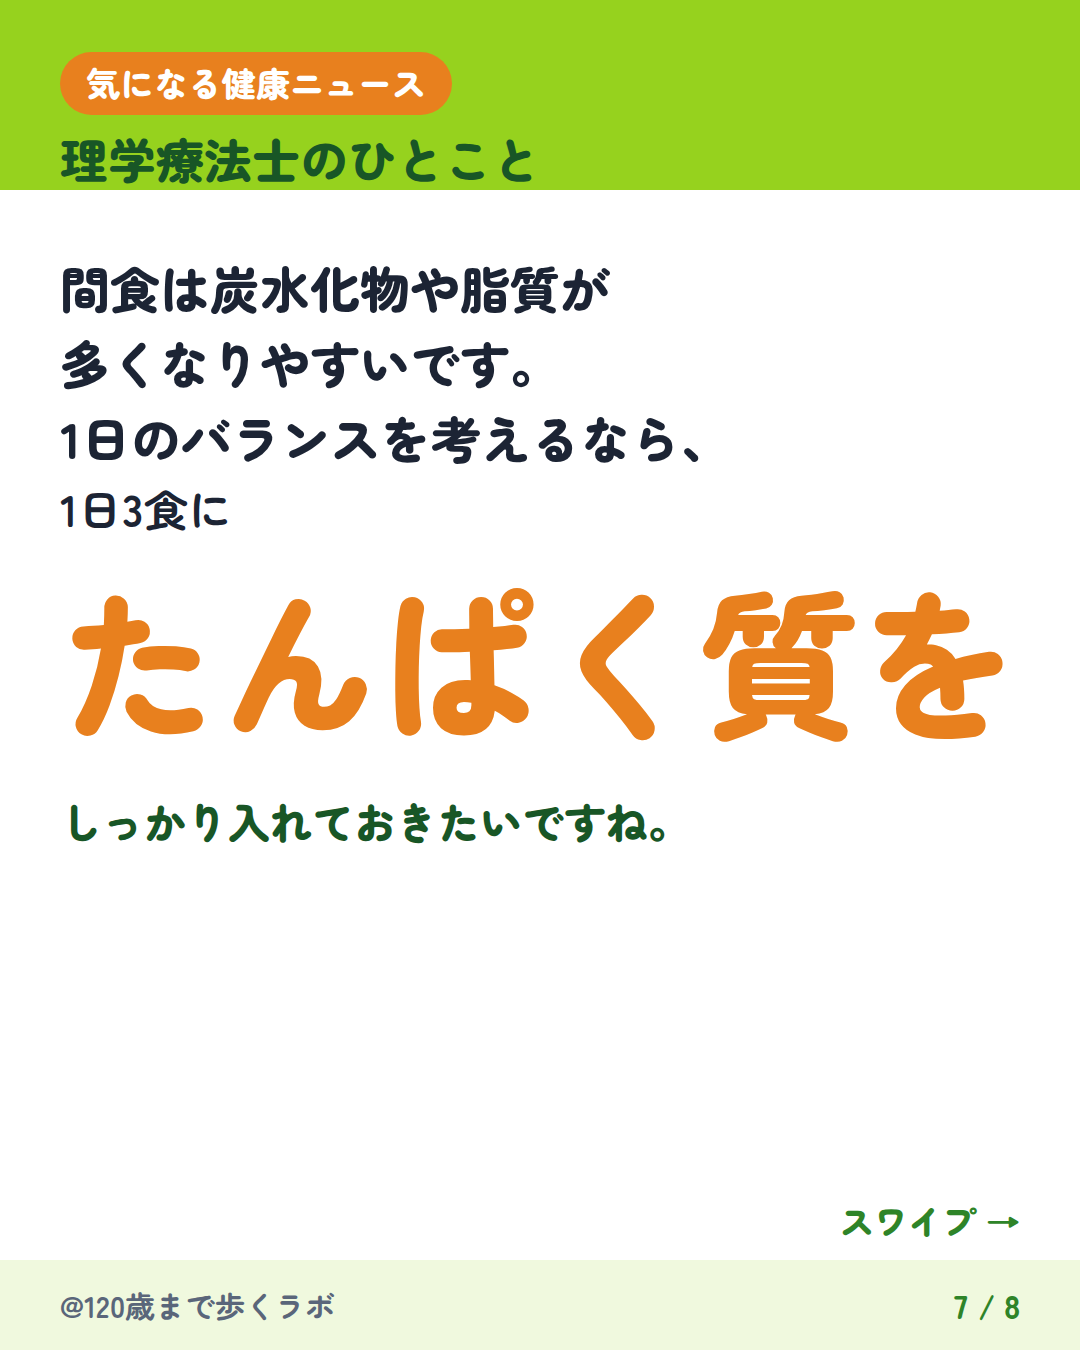 気になる健康ニュース
理学療法士のひとこと
間食は炭水化物や脂質が
多くなりやすいです。
1日のバランスを考えるなら、
1日3食に
たんぱく質を
しっかり入れておきたいですね。
スワイプ →
@120歳まで歩くラボ
7 / 8